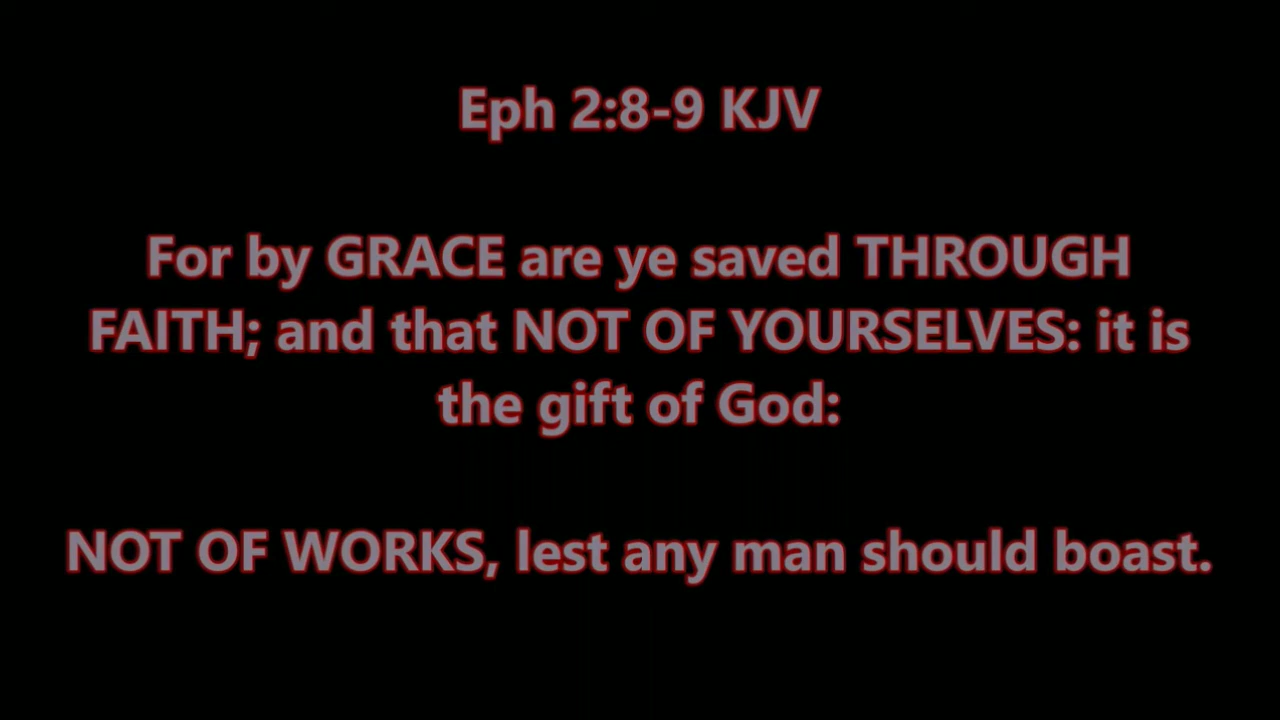 Eph 2:8-9 KJV
For by GRACE are ye saved THROUGH
FAITH; and that NOT OF YOURSELVES: it is
the gift of God:
NOT OF WORKS, lest any man should boast.